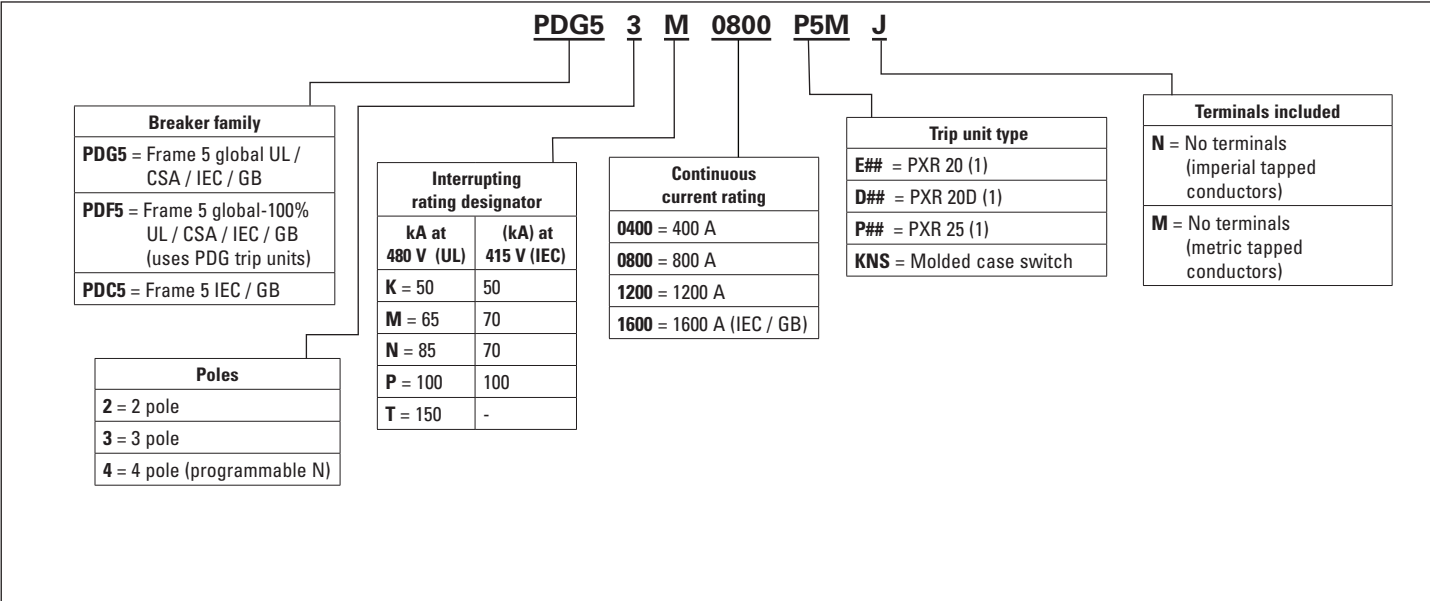 PDG5 3 M 0800 P5M J
Breaker family
PDG5 = Frame 5 global UL /
CSA / IEC / GB
PDF5 = Frame 5 global-100%
UL / CSA / IEC / GB
(uses PDG trip units)
PDC5 = Frame 5 IEC / GB
Poles
2 = 2 pole
3 = 3 pole
4 = 4 pole (programmable N)
Interrupting
rating designator
kA at (kA) at
480 V (UL) 415 V (IEC)
K = 50 50
M = 65 70
N = 85 70
P = 100 100
T = 150 -
Continuous
current rating
0400 = 400 A
0800 = 800 A
1200 = 1200 A
1600 = 1600 A (IEC / GB)
Trip unit type
E## = PXR 20 (1)
D## = PXR 20D (1)
P## = PXR 25 (1)
KNS = Molded case switch
Terminals included
N = No terminals
(imperial tapped
conductors)
M = No terminals
(metric tapped
conductors)